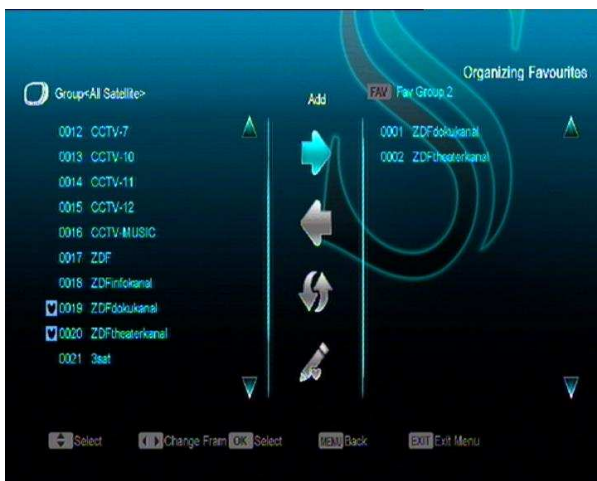 Organizing Favourites
Group<All Satellite>
Add
FAV Fav Group 2
0012 CCTV-7
0013 CCTV-10
0014 CCTV-11
0015 CCTV-12
0016 CCTV-MUSIC
0017 ZDF
0018 ZDFinfokanal
0019 ZDFdokukanal
0020 ZDFtheaterkanal
0021 3sat
0001 ZDFdokukanal
0002 ZDFtheaterkanal
Select Change Fram OK Select MENU Back EXIT Exit Menu